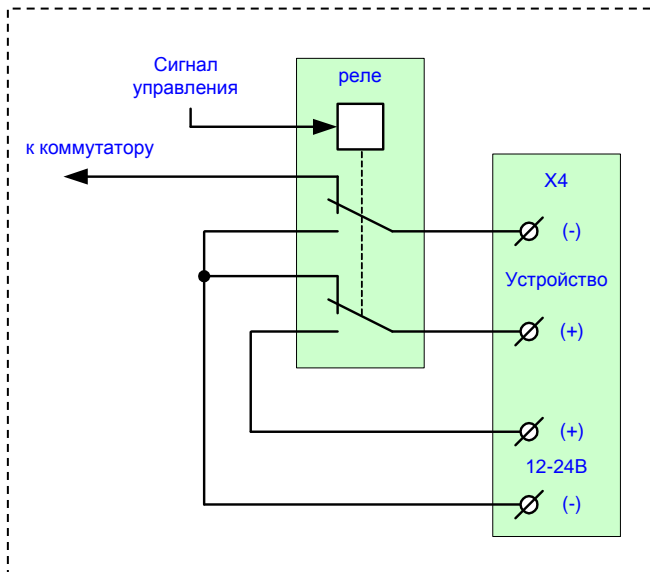 Сигнал
управления
реле
к коммутатору
X4
(-)
Устройство
(+)
(+)
12-24В
(-)